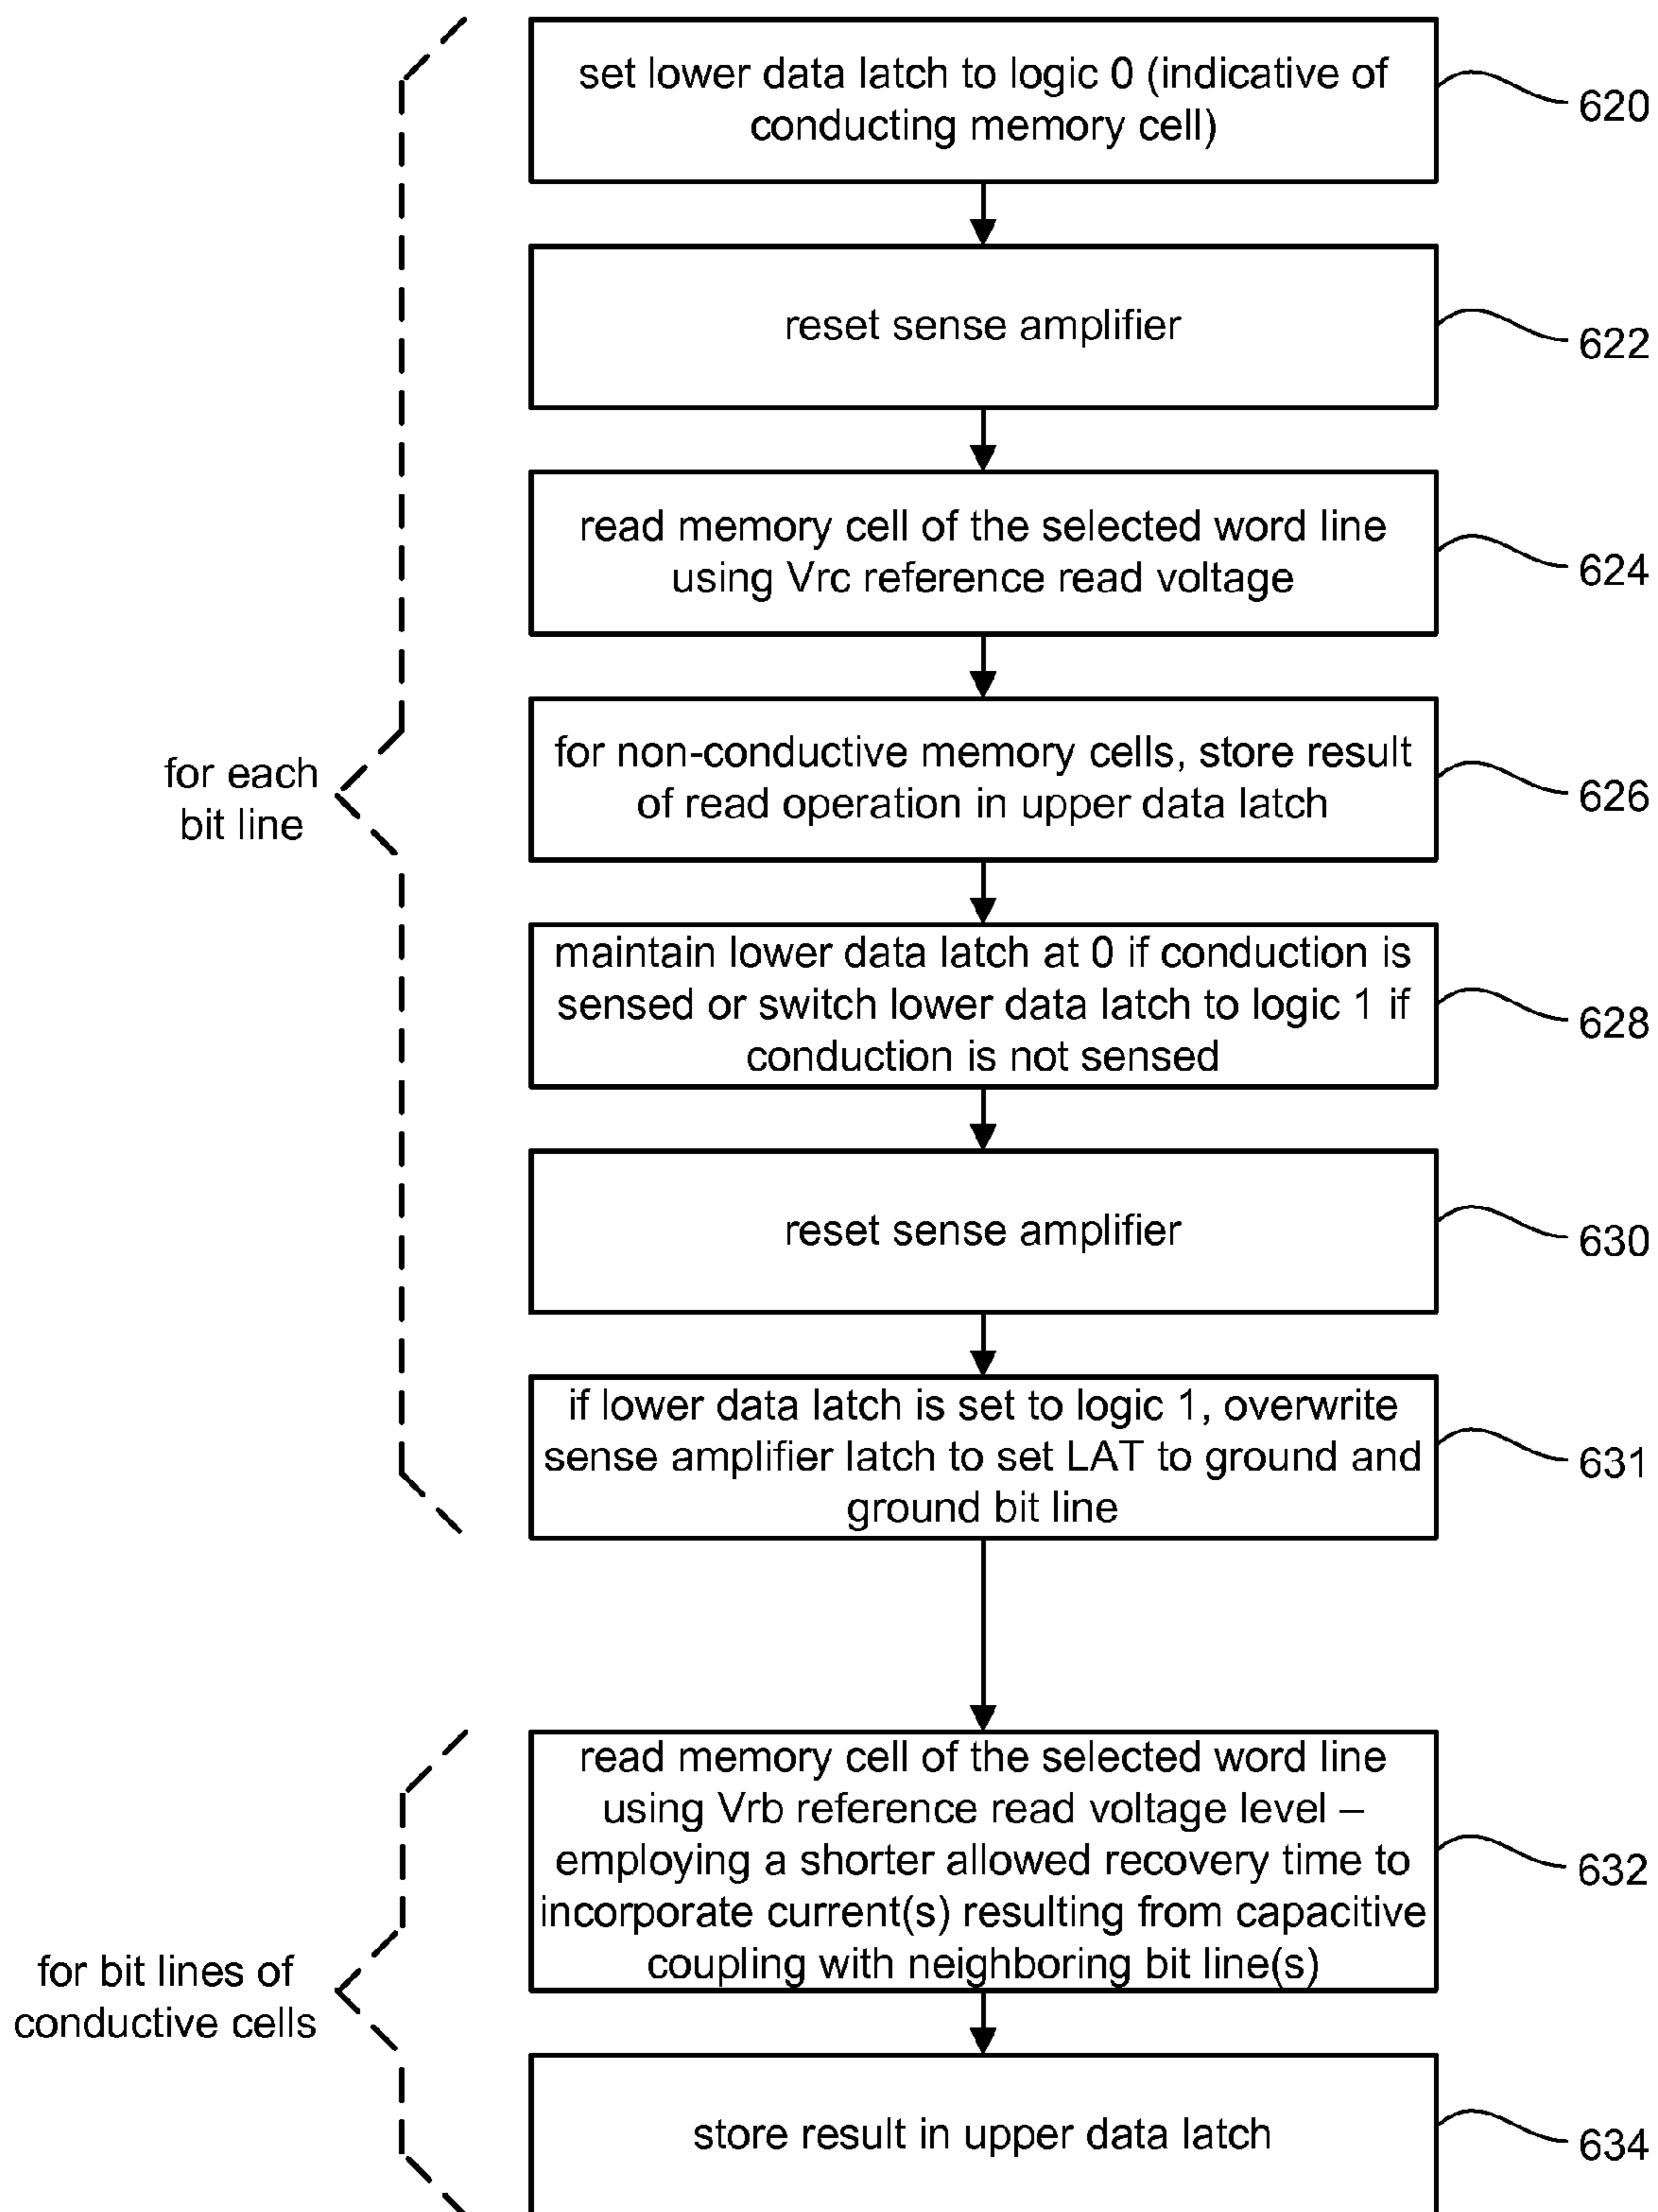 set lower data latch to logic 0 (indicative of
conducting memory cell)
620
reset sense amplifier
622
read memory cell of the selected word line
using Vrc reference read voltage
624
for each
bit line
for non-conductive memory cells, store result
of read operation in upper data latch
626
maintain lower data latch at 0 if conduction is
sensed or switch lower data latch to logic 1 if
conduction is not sensed
628
reset sense amplifier
630
if lower data latch is set to logic 1, overwrite
sense amplifier latch to set LAT to ground and
ground bit line
631
read memory cell of the selected word line
using Vrb reference read voltage level –
employing a shorter allowed recovery time to
incorporate current(s) resulting from capacitive
coupling with neighboring bit line(s)
632
for bit lines of
conductive cells
store result in upper data latch
634